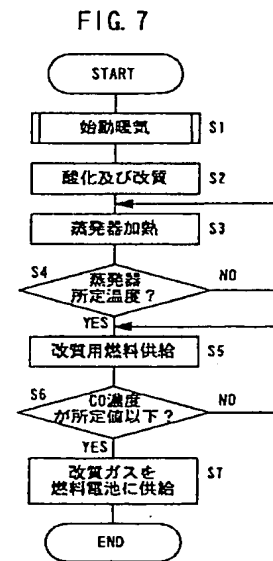 FIG. 7
START
始動暖気 S1
酸化及び改質 S2
蒸発器加熱 S3
S4 蒸発器 NO
所定温度?
YES
改質用燃料供給 S5
S6 CO濃度 NO
が所定値以下?
YES
改質ガスを S7
燃料電池に供給
END